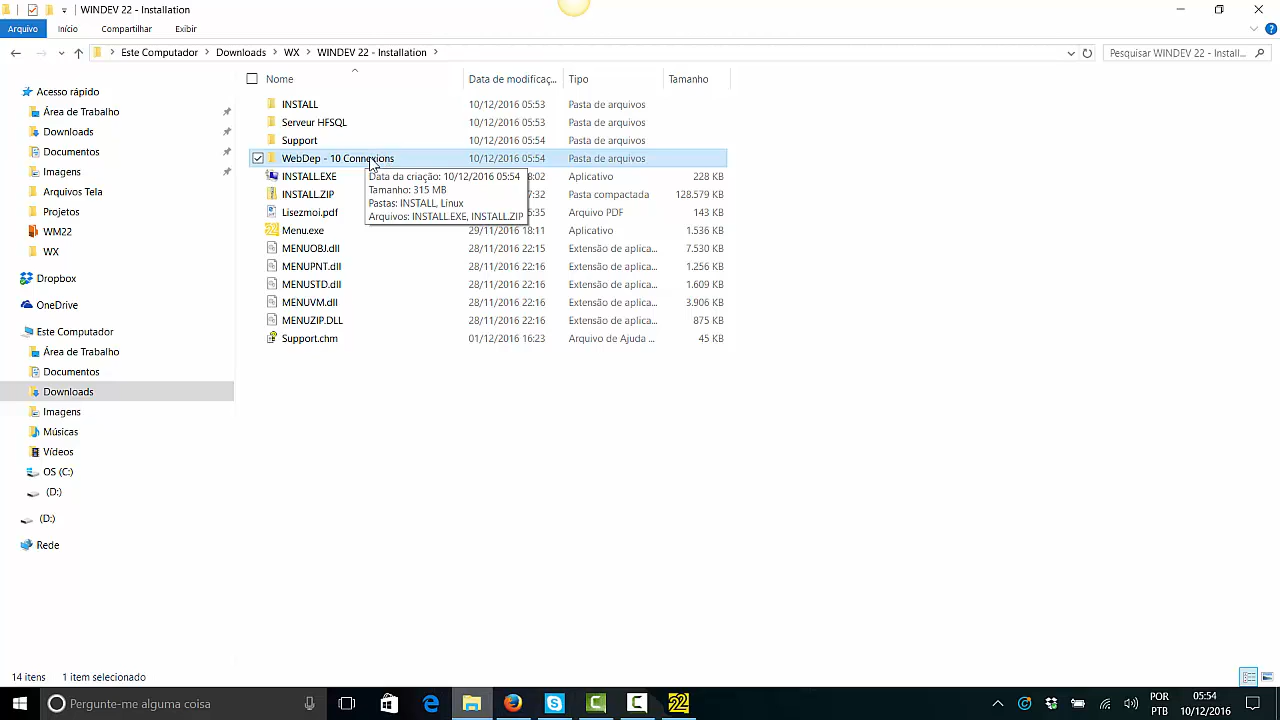 WINDEV 22 - Installation
Arquivo Início Compartilhar Exibir
Este Computador Downloads WX WINDEV 22 - Installation
Pesquisar WINDEV 22 - Install...
Nome Data de modificaç... Tipo Tamanho
Acesso rápido
Área de Trabalho
Downloads
Documentos
Imagens
Arquivos Tela
Projetos
WM22
WX
Dropbox
OneDrive
Este Computador
Área de Trabalho
Documentos
Downloads
Imagens
Músicas
Vídeos
OS (C:)
(D:)
(D:)
Rede
INSTALL 10/12/2016 05:53 Pasta de arquivos
Serveur HFSQL 10/12/2016 05:53 Pasta de arquivos
Support 10/12/2016 05:54 Pasta de arquivos
WebDep - 10 Connexions 10/12/2016 05:54 Pasta de arquivos
INSTALL.EXE 8:02 Aplicativo 228 KB
INSTALL.ZIP 7:32 Pasta compactada 128.579 KB
Lisezmoi.pdf 5:35 Arquivo PDF 143 KB
Menu.exe 29/11/2016 18:11 Aplicativo 1.536 KB
MENUOBJ.dll 28/11/2016 22:15 Extensão de aplica... 7.530 KB
MENUPNT.dll 28/11/2016 22:16 Extensão de aplica... 1.256 KB
MENUSTD.dll 28/11/2016 22:16 Extensão de aplica... 1.609 KB
MENUVM.dll 28/11/2016 22:16 Extensão de aplica... 3.906 KB
MENUZIP.DLL 28/11/2016 22:16 Extensão de aplica... 875 KB
Support.chm 01/12/2016 16:23 Arquivo de Ajuda ... 45 KB
Data da criação: 10/12/2016 05:54
Tamanho: 315 MB
Pastas: INSTALL, Linux
Arquivos: INSTALL.EXE, INSTALL.ZIP
14 itens 1 item selecionado
Pergunte-me alguma coisa
22
POR
PTB
05:54
10/12/2016